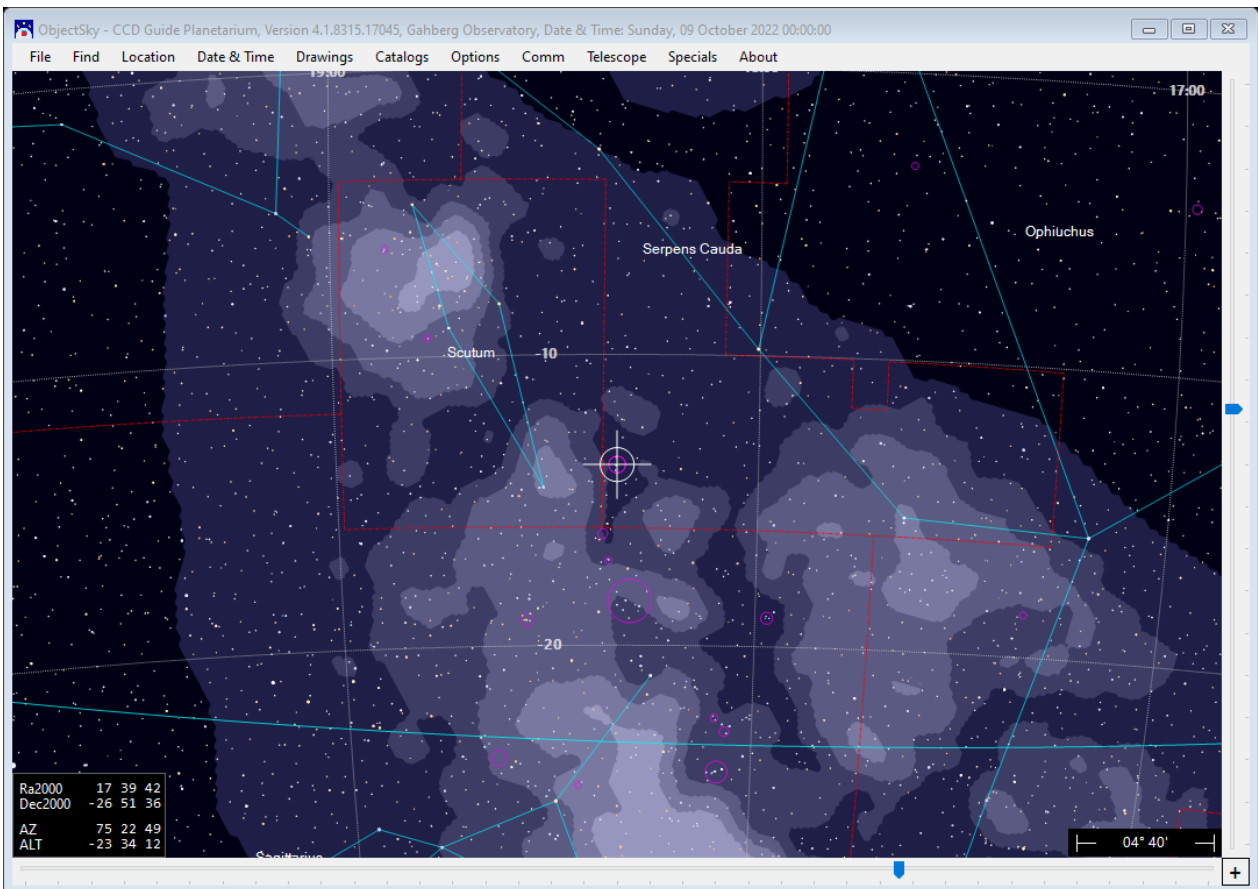 ObjectSky - CCD Guide Planetarium, Version 4.1.8315.17045, Gahberg Observatory, Date & Time: Sunday, 09 October 2022 00:00:00
File Find Location Date & Time Drawings Catalogs Options Comm Telescope Specials About
19:00
17:00
Ophiuchus
Serpens Cauda
Scutum
-10
-20
Ra2000 17 39 42
Dec2000 -26 51 36
AZ 75 22 49
ALT -23 34 12
04° 40'
Sagittarius
+